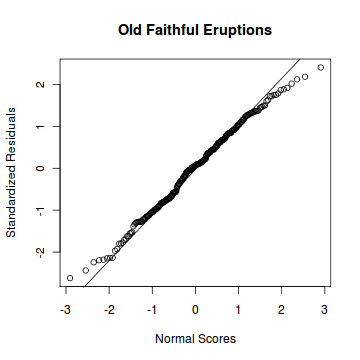 Old Faithful Eruptions
Standardized Residuals
2
1
0
-1
-2
-3 -2 -1 0 1 2 3
Normal Scores